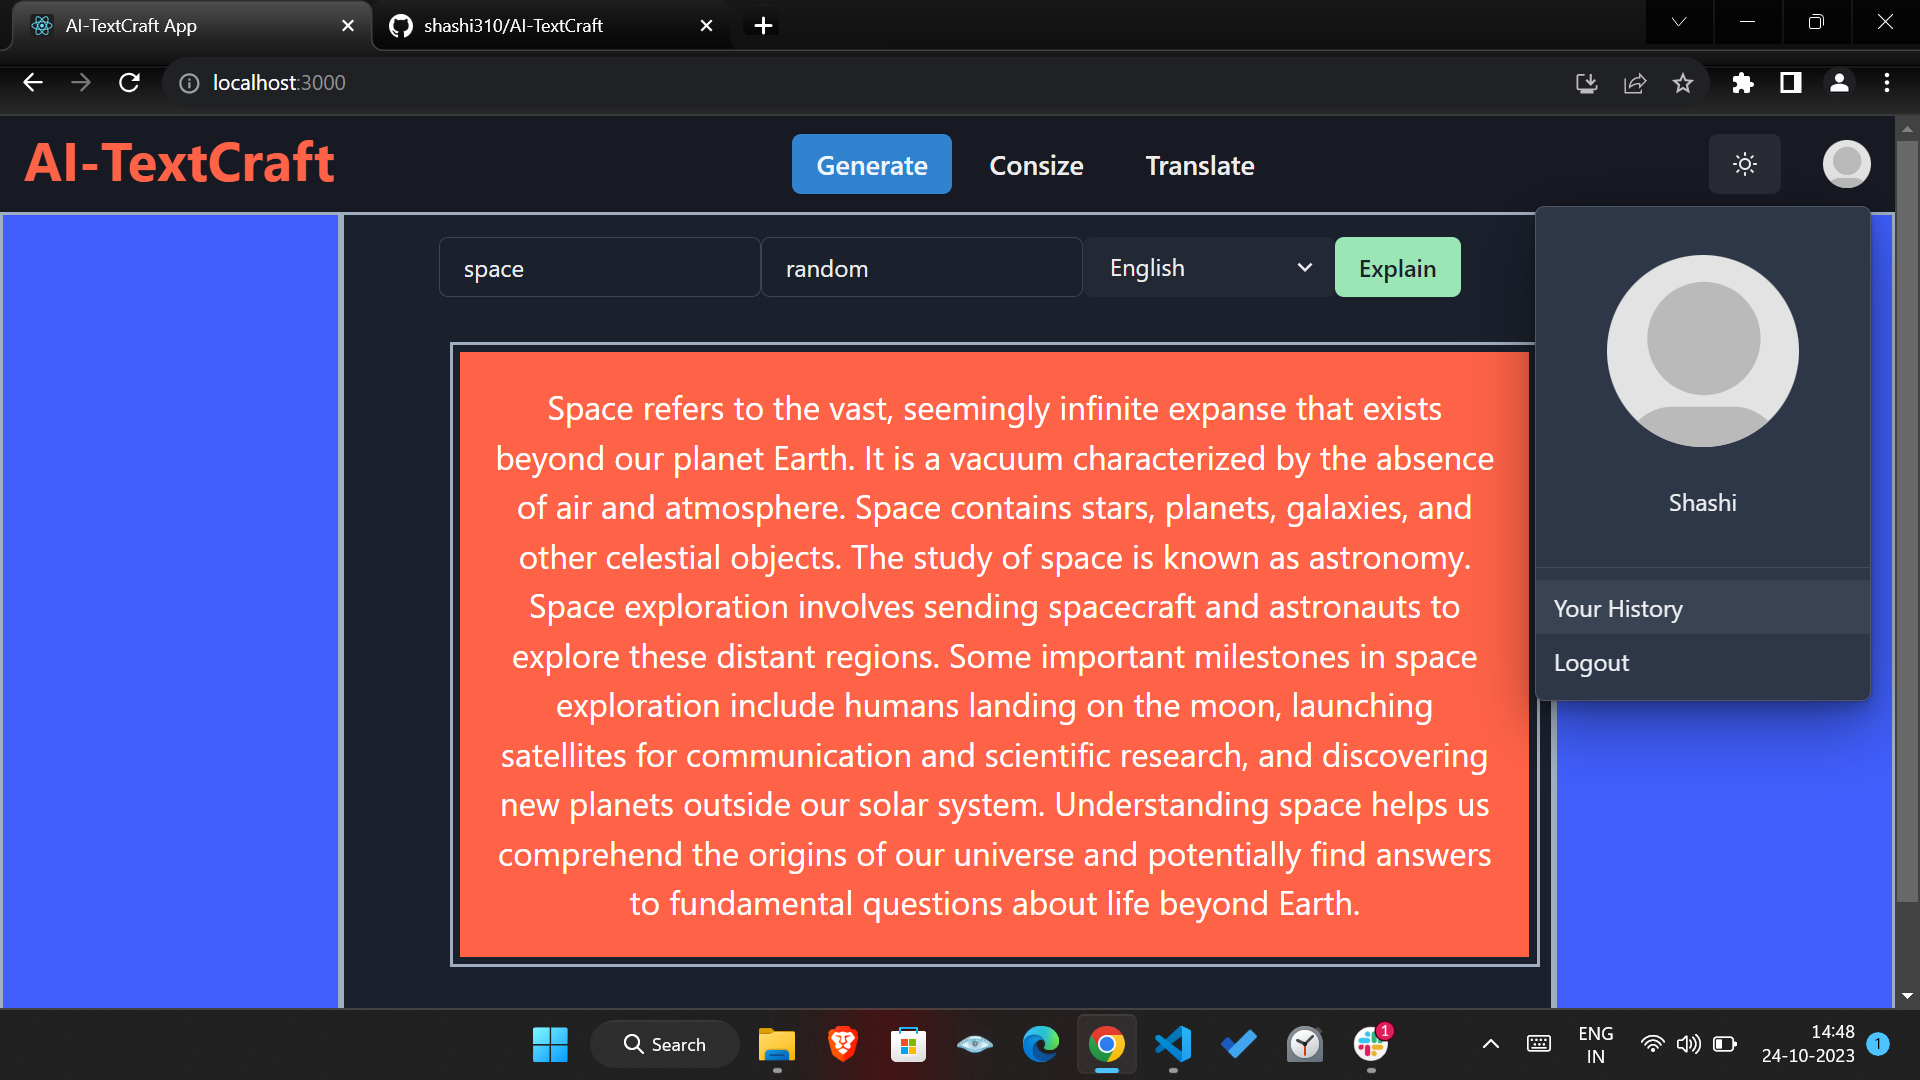 AI-TextCraft App
shashi310/AI-TextCraft
localhost:3000
AI-TextCraft
Generate
Consize
Translate
space
random
English
Explain
Space refers to the vast, seemingly infinite expanse that exists
beyond our planet Earth. It is a vacuum characterized by the absence
of air and atmosphere. Space contains stars, planets, galaxies, and
other celestial objects. The study of space is known as astronomy.
Space exploration involves sending spacecraft and astronauts to
explore these distant regions. Some important milestones in space
exploration include humans landing on the moon, launching
satellites for communication and scientific research, and discovering
new planets outside our solar system. Understanding space helps us
comprehend the origins of our universe and potentially find answers
to fundamental questions about life beyond Earth.
Shashi
Your History
Logout
Search
1
ENG
IN
14:48
24-10-2023
1